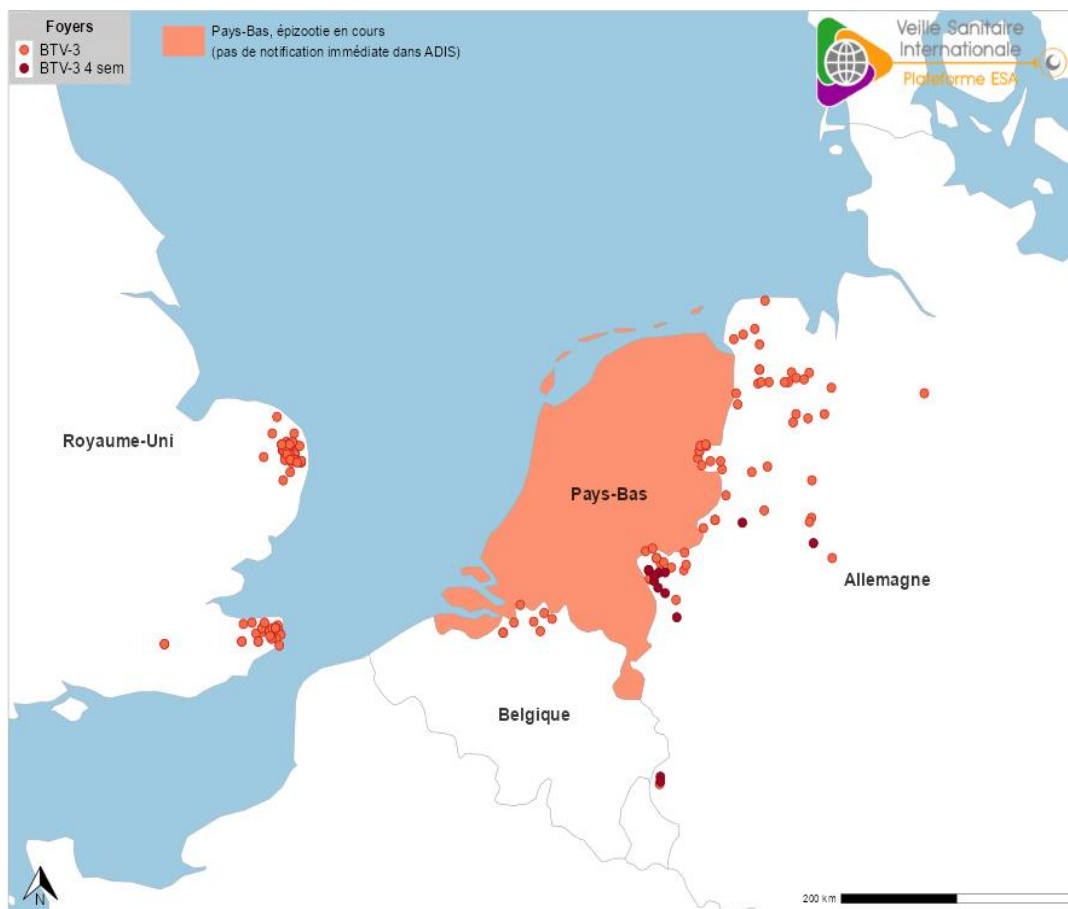 Foyers
BTV-3
BTV-3 4 sem
Pays-Bas, épizootie en cours
(pas de notification immédiate dans ADIS)
Veille Sanitaire
Internationale
Plateforme ESA
Royaume-Uni
Pays-Bas
Allemagne
Belgique
N
200 km